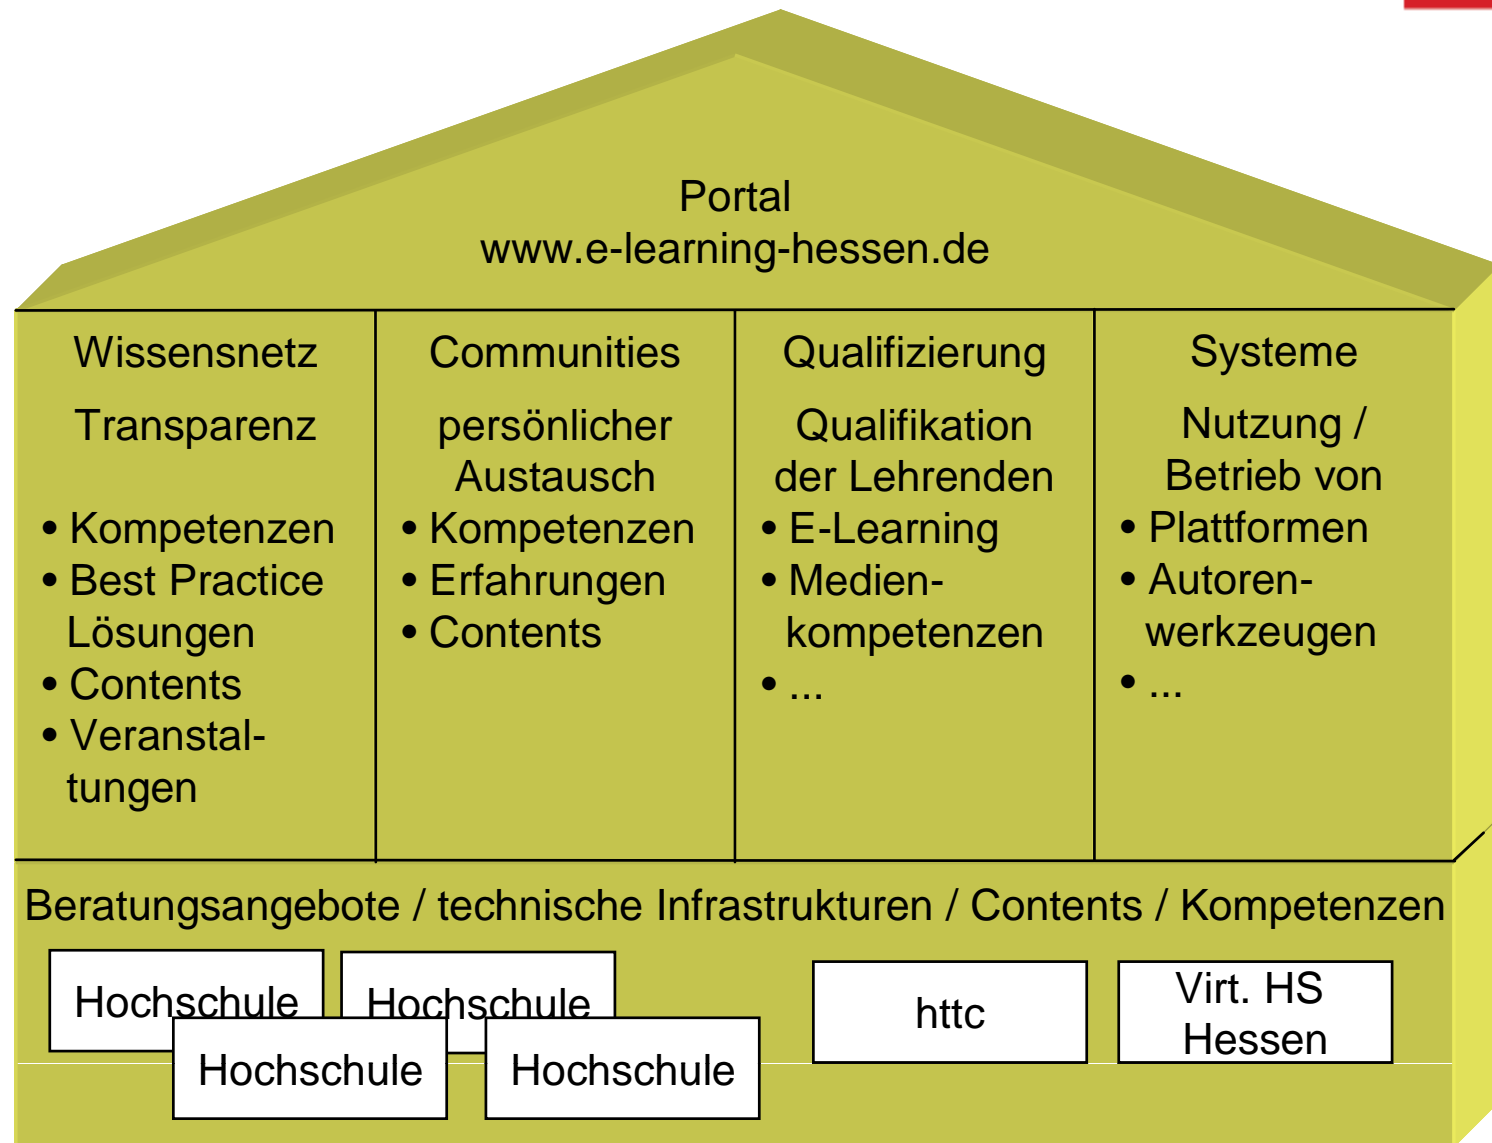 Portal
www.e-learning-hessen.de
Wissensnetz
Transparenz
• Kompetenzen
• Best Practice
Lösungen
• Contents
• Veranstal-
tungen
Communities
persönlicher
Austausch
• Kompetenzen
• Erfahrungen
• Contents
Qualifizierung
Qualifikation
der Lehrenden
• E-Learning
• Medien-
kompetenzen
• ...
Systeme
Nutzung /
Betrieb von
• Plattformen
• Autoren-
werkzeugen
• ...
Beratungsangebote / technische Infrastrukturen / Contents / Kompetenzen
Hochschule
Hochschule
Hochschule
Hochschule
httc
Virt. HS
Hessen